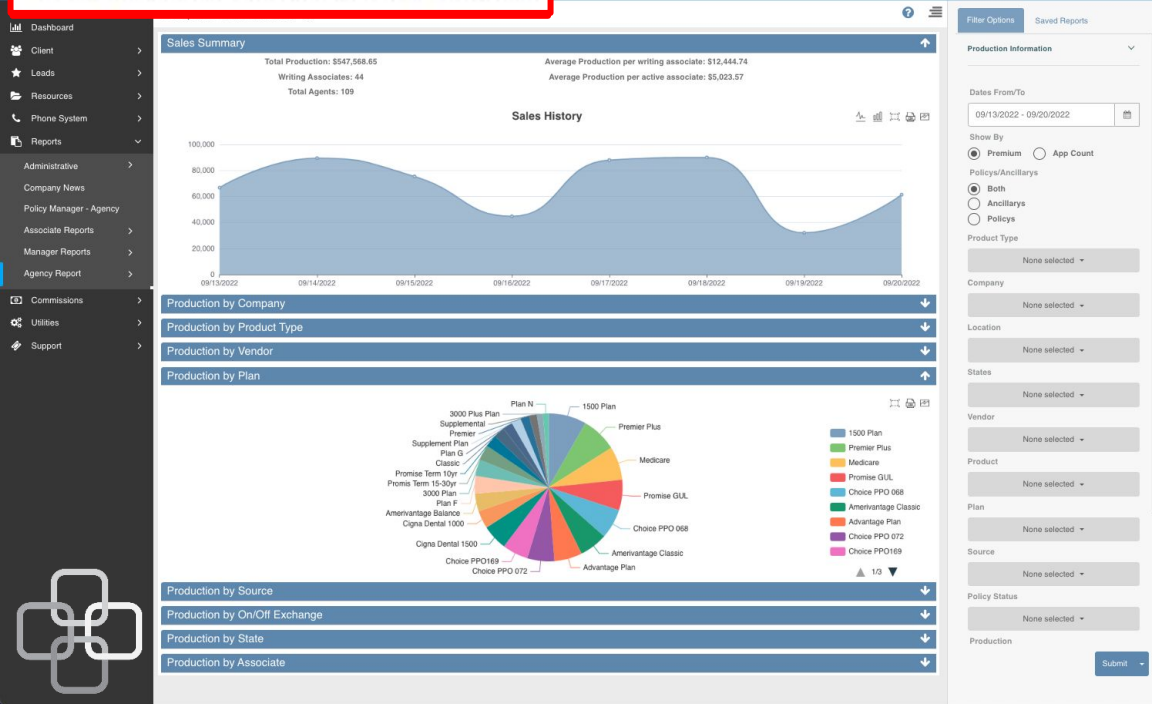 Dashboard
Client
Leads
Resources
Phone System
Reports
Administrative
Company News
Policy Manager - Agency
Associate Reports
Manager Reports
Agency Report
Commissions
Utilities
Support
Sales Summary
Total Production: $547,568.65
Average Production per writing associate: $12,444.74
Writing Associates: 44
Average Production per active associate: $5,023.57
Total Agents: 109
Sales History
100,000
80,000
60,000
40,000
20,000
0
09/13/2022 09/14/2022 09/15/2022 09/16/2022 09/17/2022 09/18/2022 09/19/2022 09/20/2022
Production by Company
Production by Product Type
Production by Vendor
Production by Plan
Plan N
3000 Plus Plan
Supplemental
Premier
Supplement Plan
Plan G
Classic
Promise Term 10yr
Promis Term 15-30yr
3000 Plan
Plan F
Amerivantage Balance
Cigna Dental 1000
Cigna Dental 1500
Choice PPO169
Choice PPO 072
1500 Plan
Premier Plus
Medicare
Promise GUL
Choice PPO 068
Amerivantage Classic
Advantage Plan
1500 Plan
Premier Plus
Medicare
Promise GUL
Choice PPO 068
Amerivantage Classic
Advantage Plan
Choice PPO 072
Choice PPO169
1/3
Production by Source
Production by On/Off Exchange
Production by State
Production by Associate
Filter Options Saved Reports
Production Information
Dates From/To
09/13/2022 - 09/20/2022
Show By
Premium App Count
Policys/Ancillarys
Both
Ancillarys
Policys
Product Type
None selected
Company
None selected
Location
None selected
States
None selected
Vendor
None selected
Product
None selected
Plan
None selected
Source
None selected
Policy Status
None selected
Production
Submit